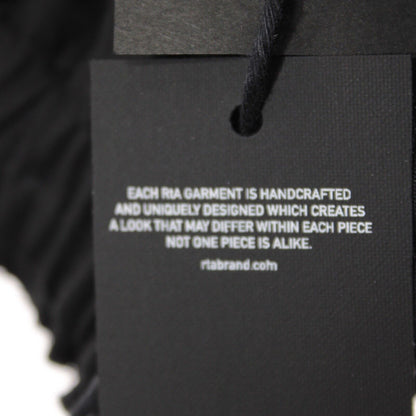 EACH RtA GARMENT IS HANDCRAFTED
AND UNIQUELY DESIGNED WHICH CREATES
A LOOK THAT MAY DIFFER WITHIN EACH PIECE
NOT ONE PIECE IS ALIKE.
rtabrand.com